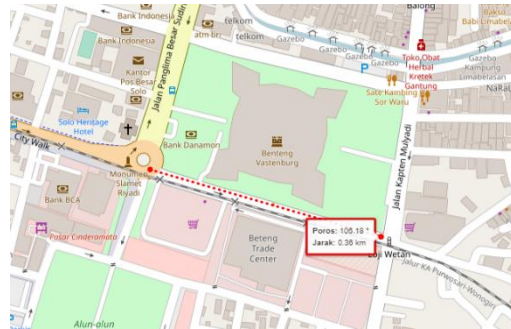 Balong
Bank Indonesia
telkom
Gazebo
Gazebo
Bakso
Babi Limabelas
Bank Indonesia
atm bri
telkom
Gazebo
Gazebo
Toko Obat
Herbal
Kretek
Gantung
Gazebo
Kampung
Limabelasan
Kantor
Pos Besar
Solo
Jalan Panglima Besar Sudir
P
Sate Kambing
Sor Waru
NaRa
Solo Heritage
Hotel
City Walk
Bank Danamon
Benteng
Vastenburg
Jalan Kapten Mulyadi
Monumen
Slamet
Riyadi
Bank BCA
Pasar Cinderamata
Beteng
Trade
Center
Poros: 106.18 °
Jarak: 0.36 km
Loji Wetan
Jalur KA Purwosari-Wonogiri
Alun-alun